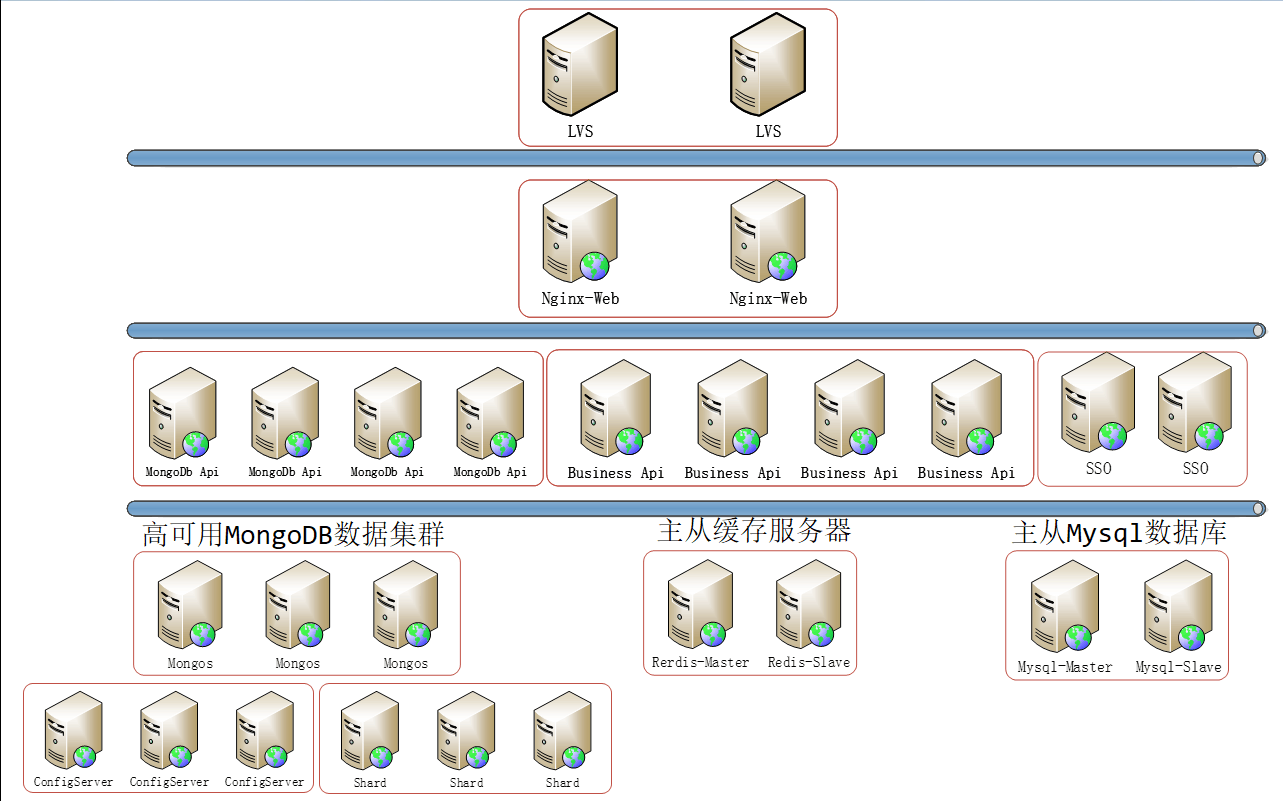 LVS LVS
Nginx-Web Nginx-Web
MongoDb Api MongoDb Api MongoDb Api MongoDb Api Business Api Business Api Business Api Business Api SSO SSO
高可用MongoDB数据集群 主从缓存服务器 主从Mysql数据库
Mongos Mongos Mongos Rerdis-Master Redis-Slave Mysql-Master Mysql-Slave
ConfigServer ConfigServer ConfigServer Shard Shard Shard